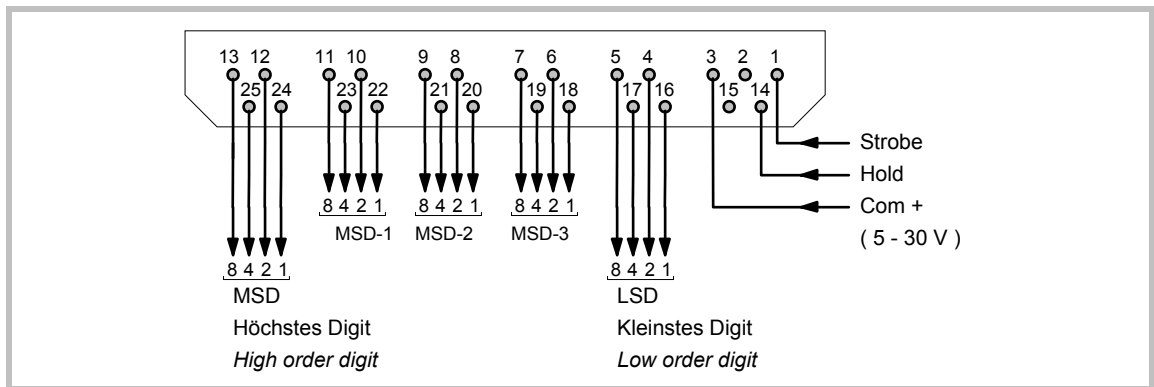 13 12 11 10 9 8 7 6 5 4 3 2 1
25 24 23 22 21 20 19 18 17 16 15 14
Strobe
Hold
8 4 2 1 8 4 2 1 8 4 2 1 Com +
MSD-1 MSD-2 MSD-3 ( 5 - 30 V )
8 4 2 1 8 4 2 1
MSD LSD
Höchstes Digit Kleinstes Digit
High order digit Low order digit